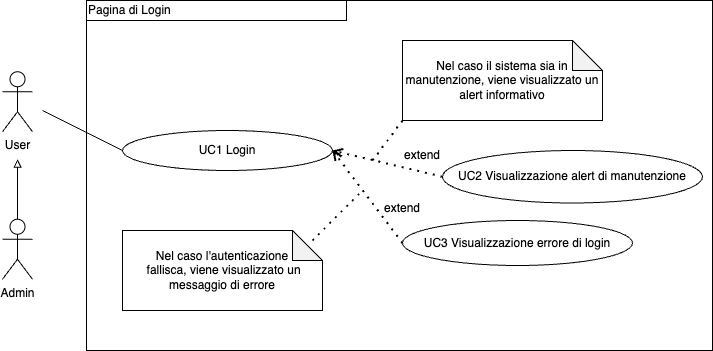 Pagina di Login
Nel caso il sistema sia in
manutenzione, viene visualizzato un
alert informativo
User
UC1 Login
extend
UC2 Visualizzazione alert di manutenzione
extend
UC3 Visualizzazione errore di login
Nel caso l'autenticazione
fallisca, viene visualizzato un
messaggio di errore
Admin